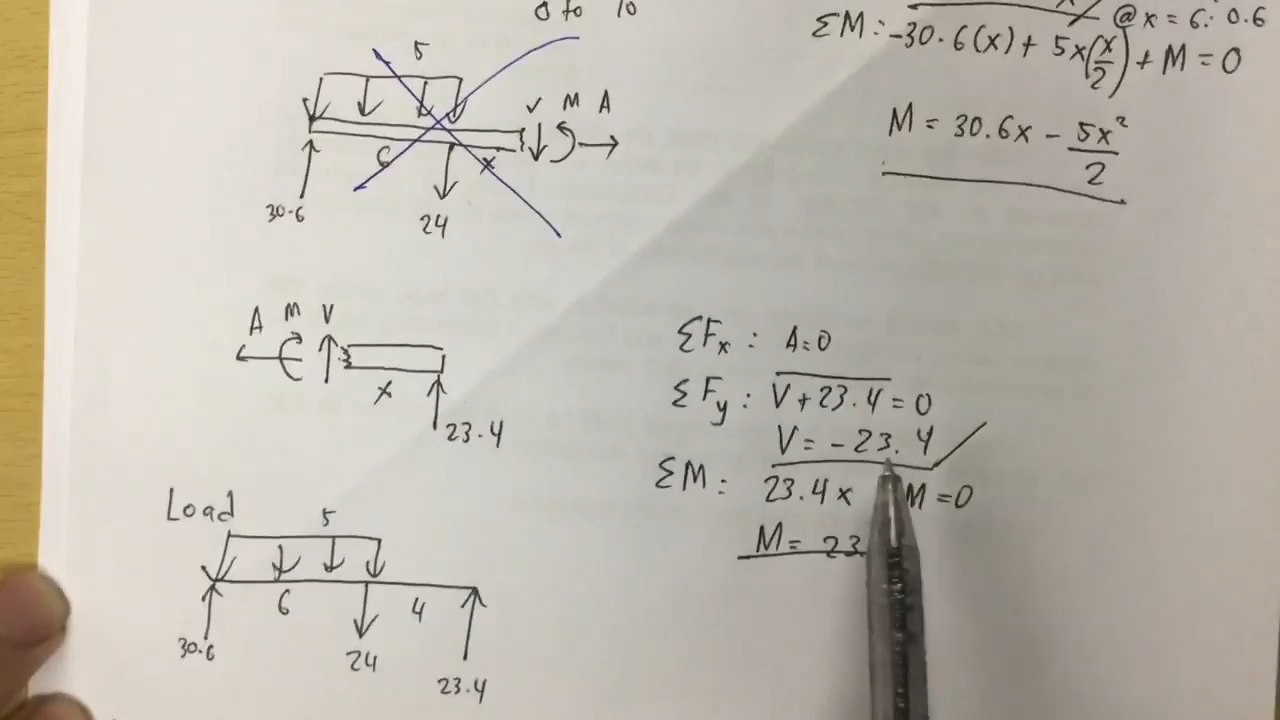 0 to 10
@ x = 6: 0.6
ΣM: -30.6(x) + 5x(x/2) + M = 0
M = 30.6x - 5x²/2
5
V M A
6
x
30.6
24
A M V
x
23.4
ΣFx: A=0
ΣFy: V + 23.4 = 0
V = -23.4
ΣM: 23.4x M = 0
M = 23
Load
5
6
4
30.6
24
23.4